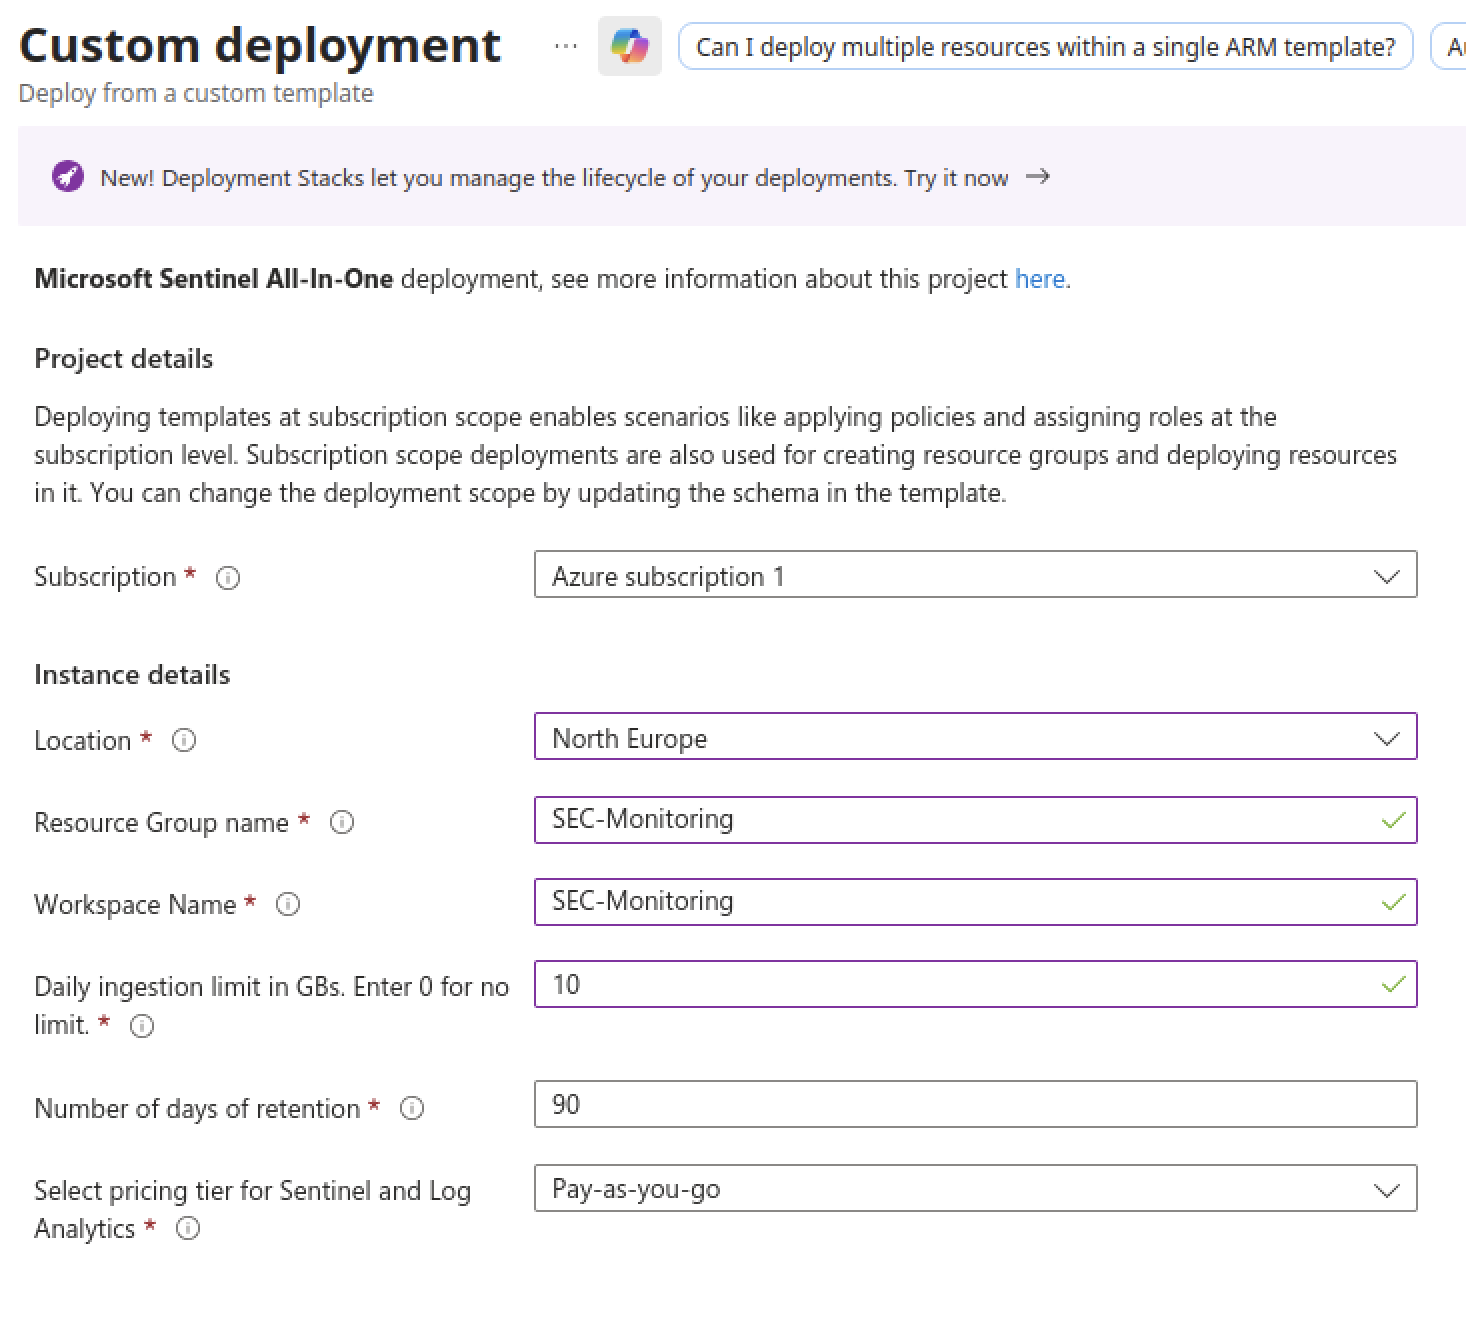 Custom deployment
...
Can I deploy multiple resources within a single ARM template?
Deploy from a custom template
New! Deployment Stacks let you manage the lifecycle of your deployments. Try it now →
Microsoft Sentinel All-In-One deployment, see more information about this project here.
Project details
Deploying templates at subscription scope enables scenarios like applying policies and assigning roles at the
subscription level. Subscription scope deployments are also used for creating resource groups and deploying resources
in it. You can change the deployment scope by updating the schema in the template.
Subscription *
Azure subscription 1
Instance details
Location *
North Europe
Resource Group name *
SEC-Monitoring
Workspace Name *
SEC-Monitoring
Daily ingestion limit in GBs. Enter 0 for no
limit. *
10
Number of days of retention *
90
Select pricing tier for Sentinel and Log
Analytics *
Pay-as-you-go